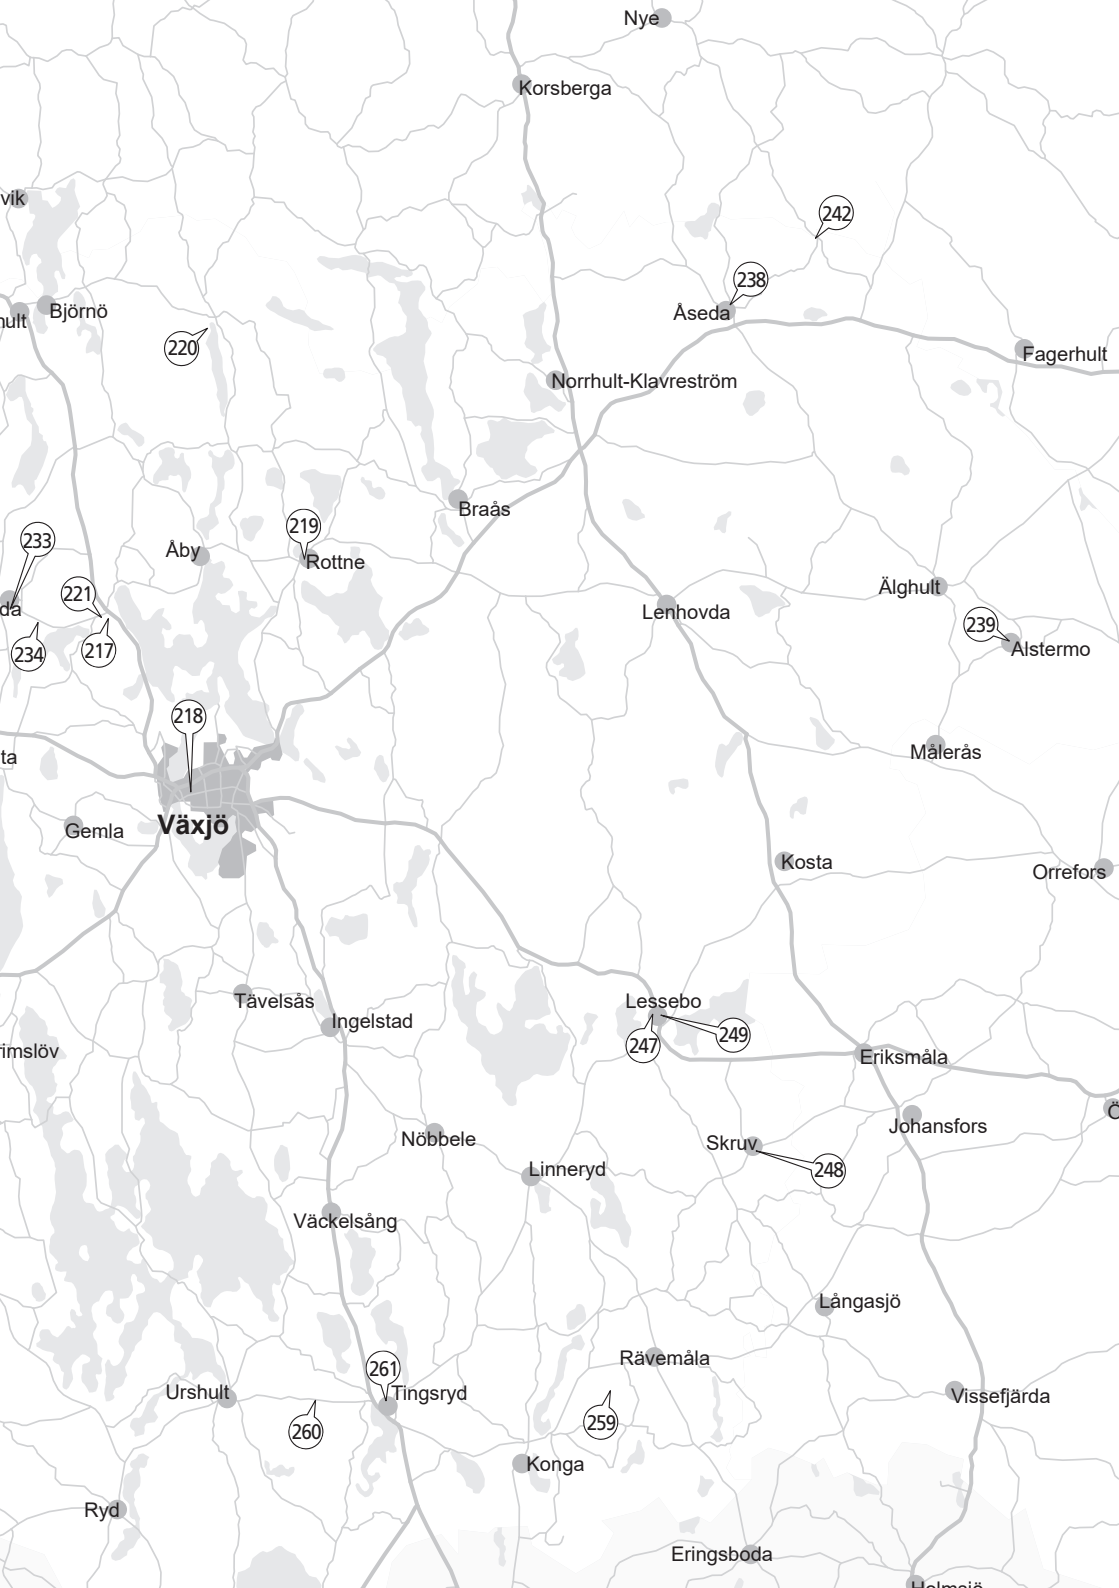 Nye
Korsberga
vik
242
238
Björnö
Åseda
220
Fagerhult
Norrhult-Klavreström
Braås
219
233
Åby
Rottne
221
Älghult
da
Lenhovda
239
234
217
Alstermo
218
Målerås
ta
Växjö
Gemla
Kosta
Orrefors
Tävelsås
Lessebo
Ingelstad
249
247
rimslöv
Eriksmåla
Ö
Johansfors
Nöbbele
Skruv
Linneryd
248
Väckelsång
Långasjö
Rävemåla
261
Urshult
Tingsryd
Vissefjärda
260
259
Konga
Ryd
Eringsboda